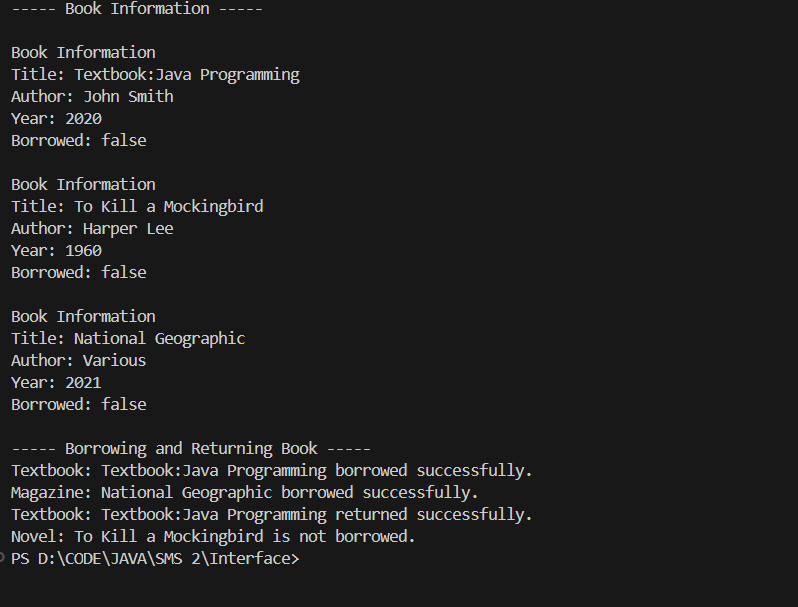 ----- Book Information -----
Book Information
Title: Textbook:Java Programming
Author: John Smith
Year: 2020
Borrowed: false
Book Information
Title: To Kill a Mockingbird
Author: Harper Lee
Year: 1960
Borrowed: false
Book Information
Title: National Geographic
Author: Various
Year: 2021
Borrowed: false
----- Borrowing and Returning Book -----
Textbook: Textbook:Java Programming borrowed successfully.
Magazine: National Geographic borrowed successfully.
Textbook: Textbook:Java Programming returned successfully.
Novel: To Kill a Mockingbird is not borrowed.
PS D:\CODE\JAVA\SMS 2\Interface>